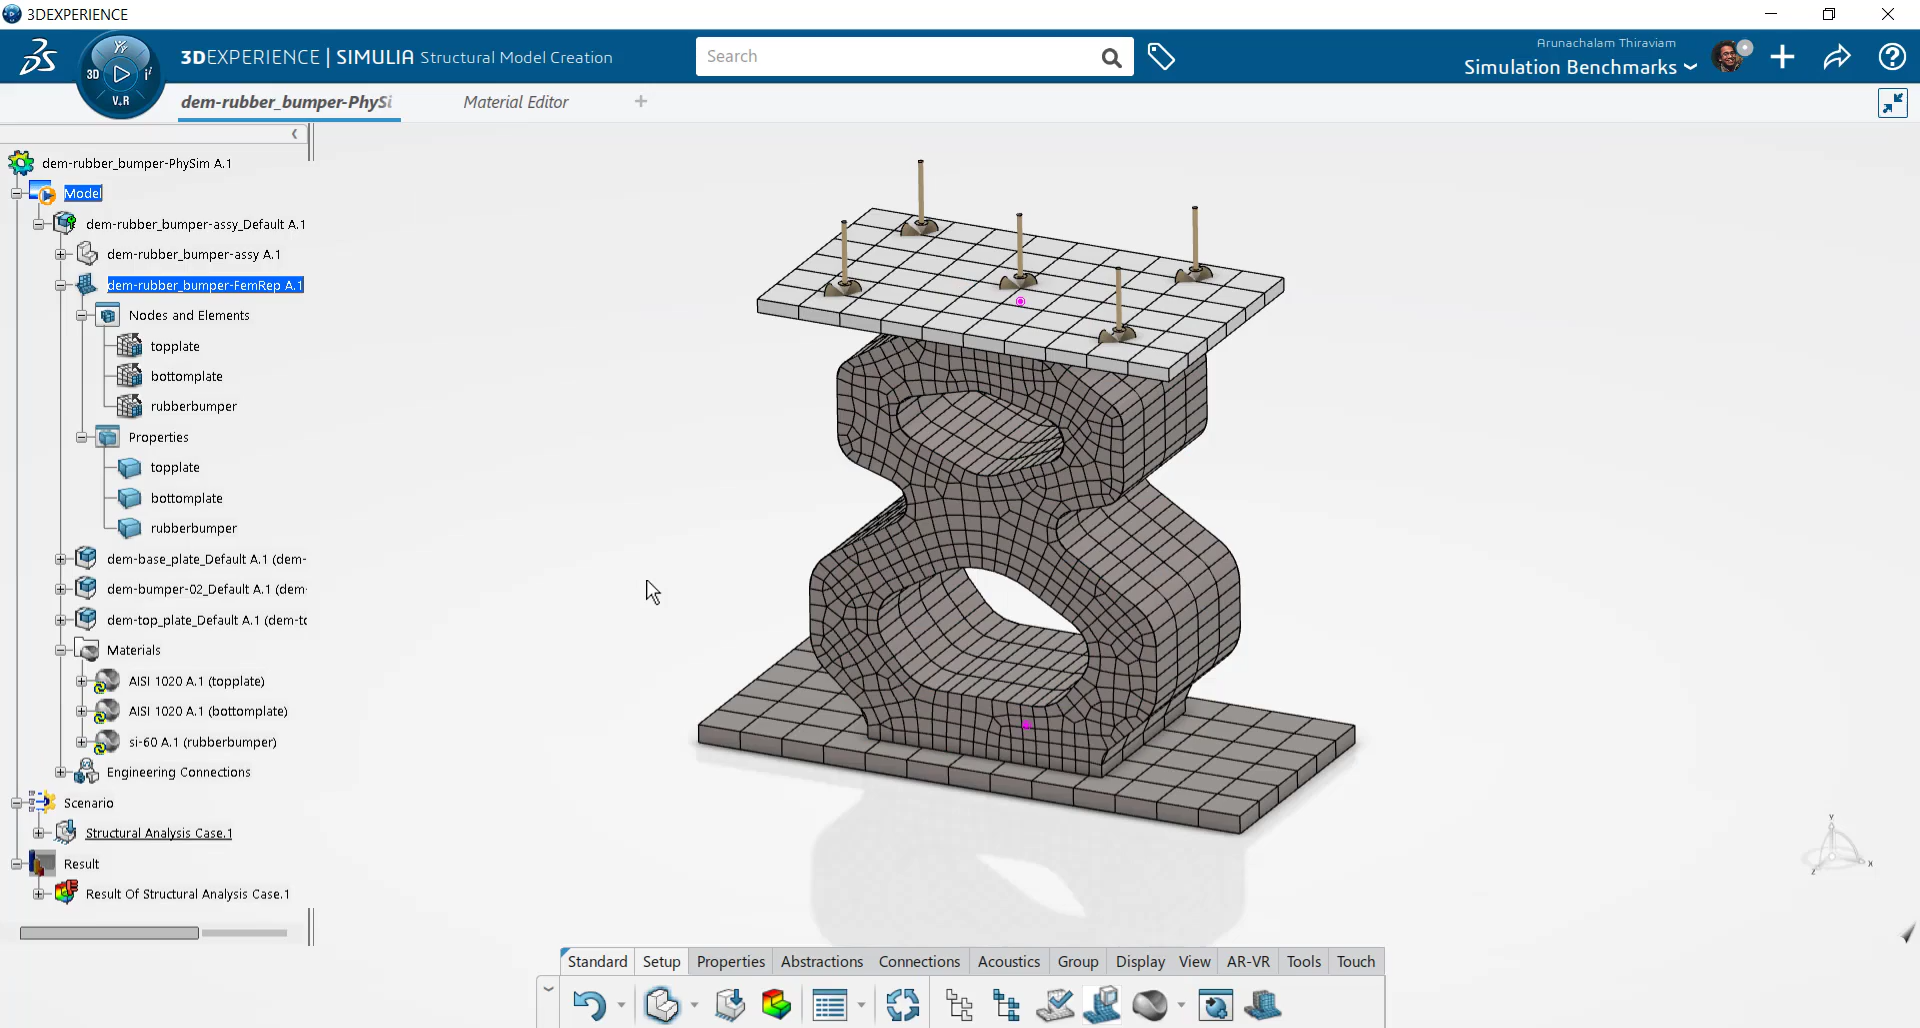 3DEXPERIENCE
3DEXPERIENCE | SIMULIA Structural Model Creation
Search
Arunachalam Thiraviam
Simulation Benchmarks
3D
V.R
dem-rubber_bumper-PhySi
Material Editor
dem-rubber_bumper-PhySim A.1
Model
dem-rubber_bumper-assy_Default A.1
dem-rubber_bumper-assy A.1
dem-rubber_bumper-FemRep A.1
Nodes and Elements
topplate
bottomplate
rubberbumper
Properties
topplate
bottomplate
rubberbumper
dem-base_plate_Default A.1 (dem-
dem-bumper-02_Default A.1 (dem-
dem-top_plate_Default A.1 (dem-to
Materials
AISI 1020 A.1 (topplate)
AISI 1020 A.1 (bottomplate)
si-60 A.1 (rubberbumper)
Engineering Connections
Scenario
Structural Analysis Case.1
Result
Result Of Structural Analysis Case.1
Y
X
Z
Standard Setup Properties Abstractions Connections Acoustics Group Display View AR-VR Tools Touch